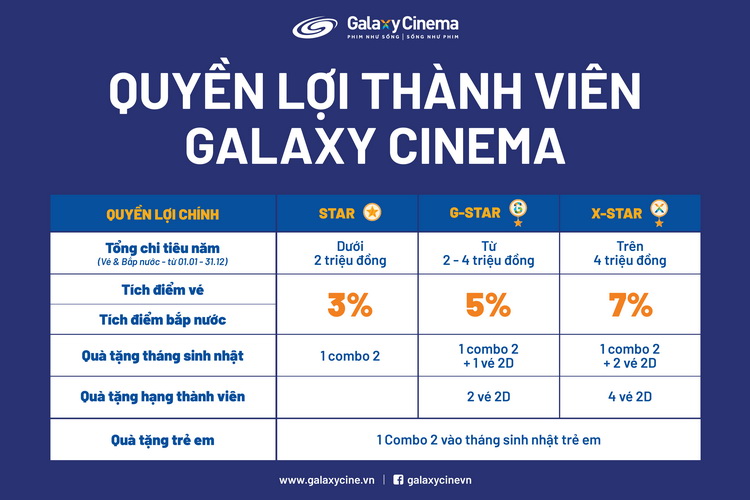 Galaxy Cinema
PHIM NHƯ SỐNG | SỐNG NHƯ PHIM
QUYỀN LỢI THÀNH VIÊN
GALAXY CINEMA
QUYỀN LỢI CHÍNH STAR G-STAR G X-STAR X
Tổng chi tiêu năm
(Vé & Bắp nước - từ 01.01 - 31.12)
Dưới
2 triệu đồng
Từ
2 - 4 triệu đồng
Trên
4 triệu đồng
Tích điểm vé
Tích điểm bắp nước
3% 5% 7%
Quà tặng tháng sinh nhật
1 combo 2
1 combo 2
+ 1 vé 2D
1 combo 2
+ 2 vé 2D
Quà tặng hạng thành viên
2 vé 2D
4 vé 2D
Quà tặng trẻ em
1 Combo 2 vào tháng sinh nhật trẻ em
www.galaxycine.vn | f galaxycinevn